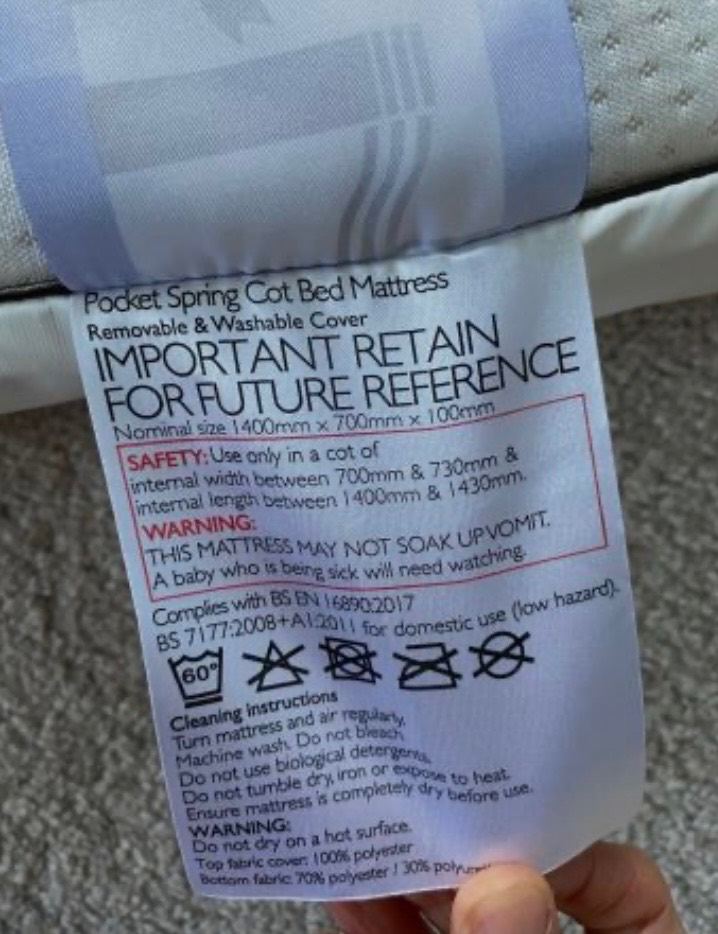 Pocket Spring Cot Bed Mattress
Removable & Washable Cover
IMPORTANT RETAIN
FOR FUTURE REFERENCE
Nominal size 1400mm x 700mm x 100mm
SAFETY: Use only in a cot of
internal width between 700mm & 730mm &
internal length between 1400mm & 1430mm.
WARNING:
THIS MATTRESS MAY NOT SOAK UP VOMIT.
A baby who is being sick will need watching.
Complies with BS EN 16890:2017
BS 7177:2008+A1:2011 for domestic use (low hazard).
60°
Cleaning instructions
Turn mattress and air regularly.
Machine wash. Do not bleach
Do not use biological detergents.
Do not tumble dry, iron or expose to heat.
Ensure mattress is completely dry before use.
WARNING:
Do not dry on a hot surface.
Top fabric cover: 100% polyester
Bottom fabric: 70% polyester / 30%